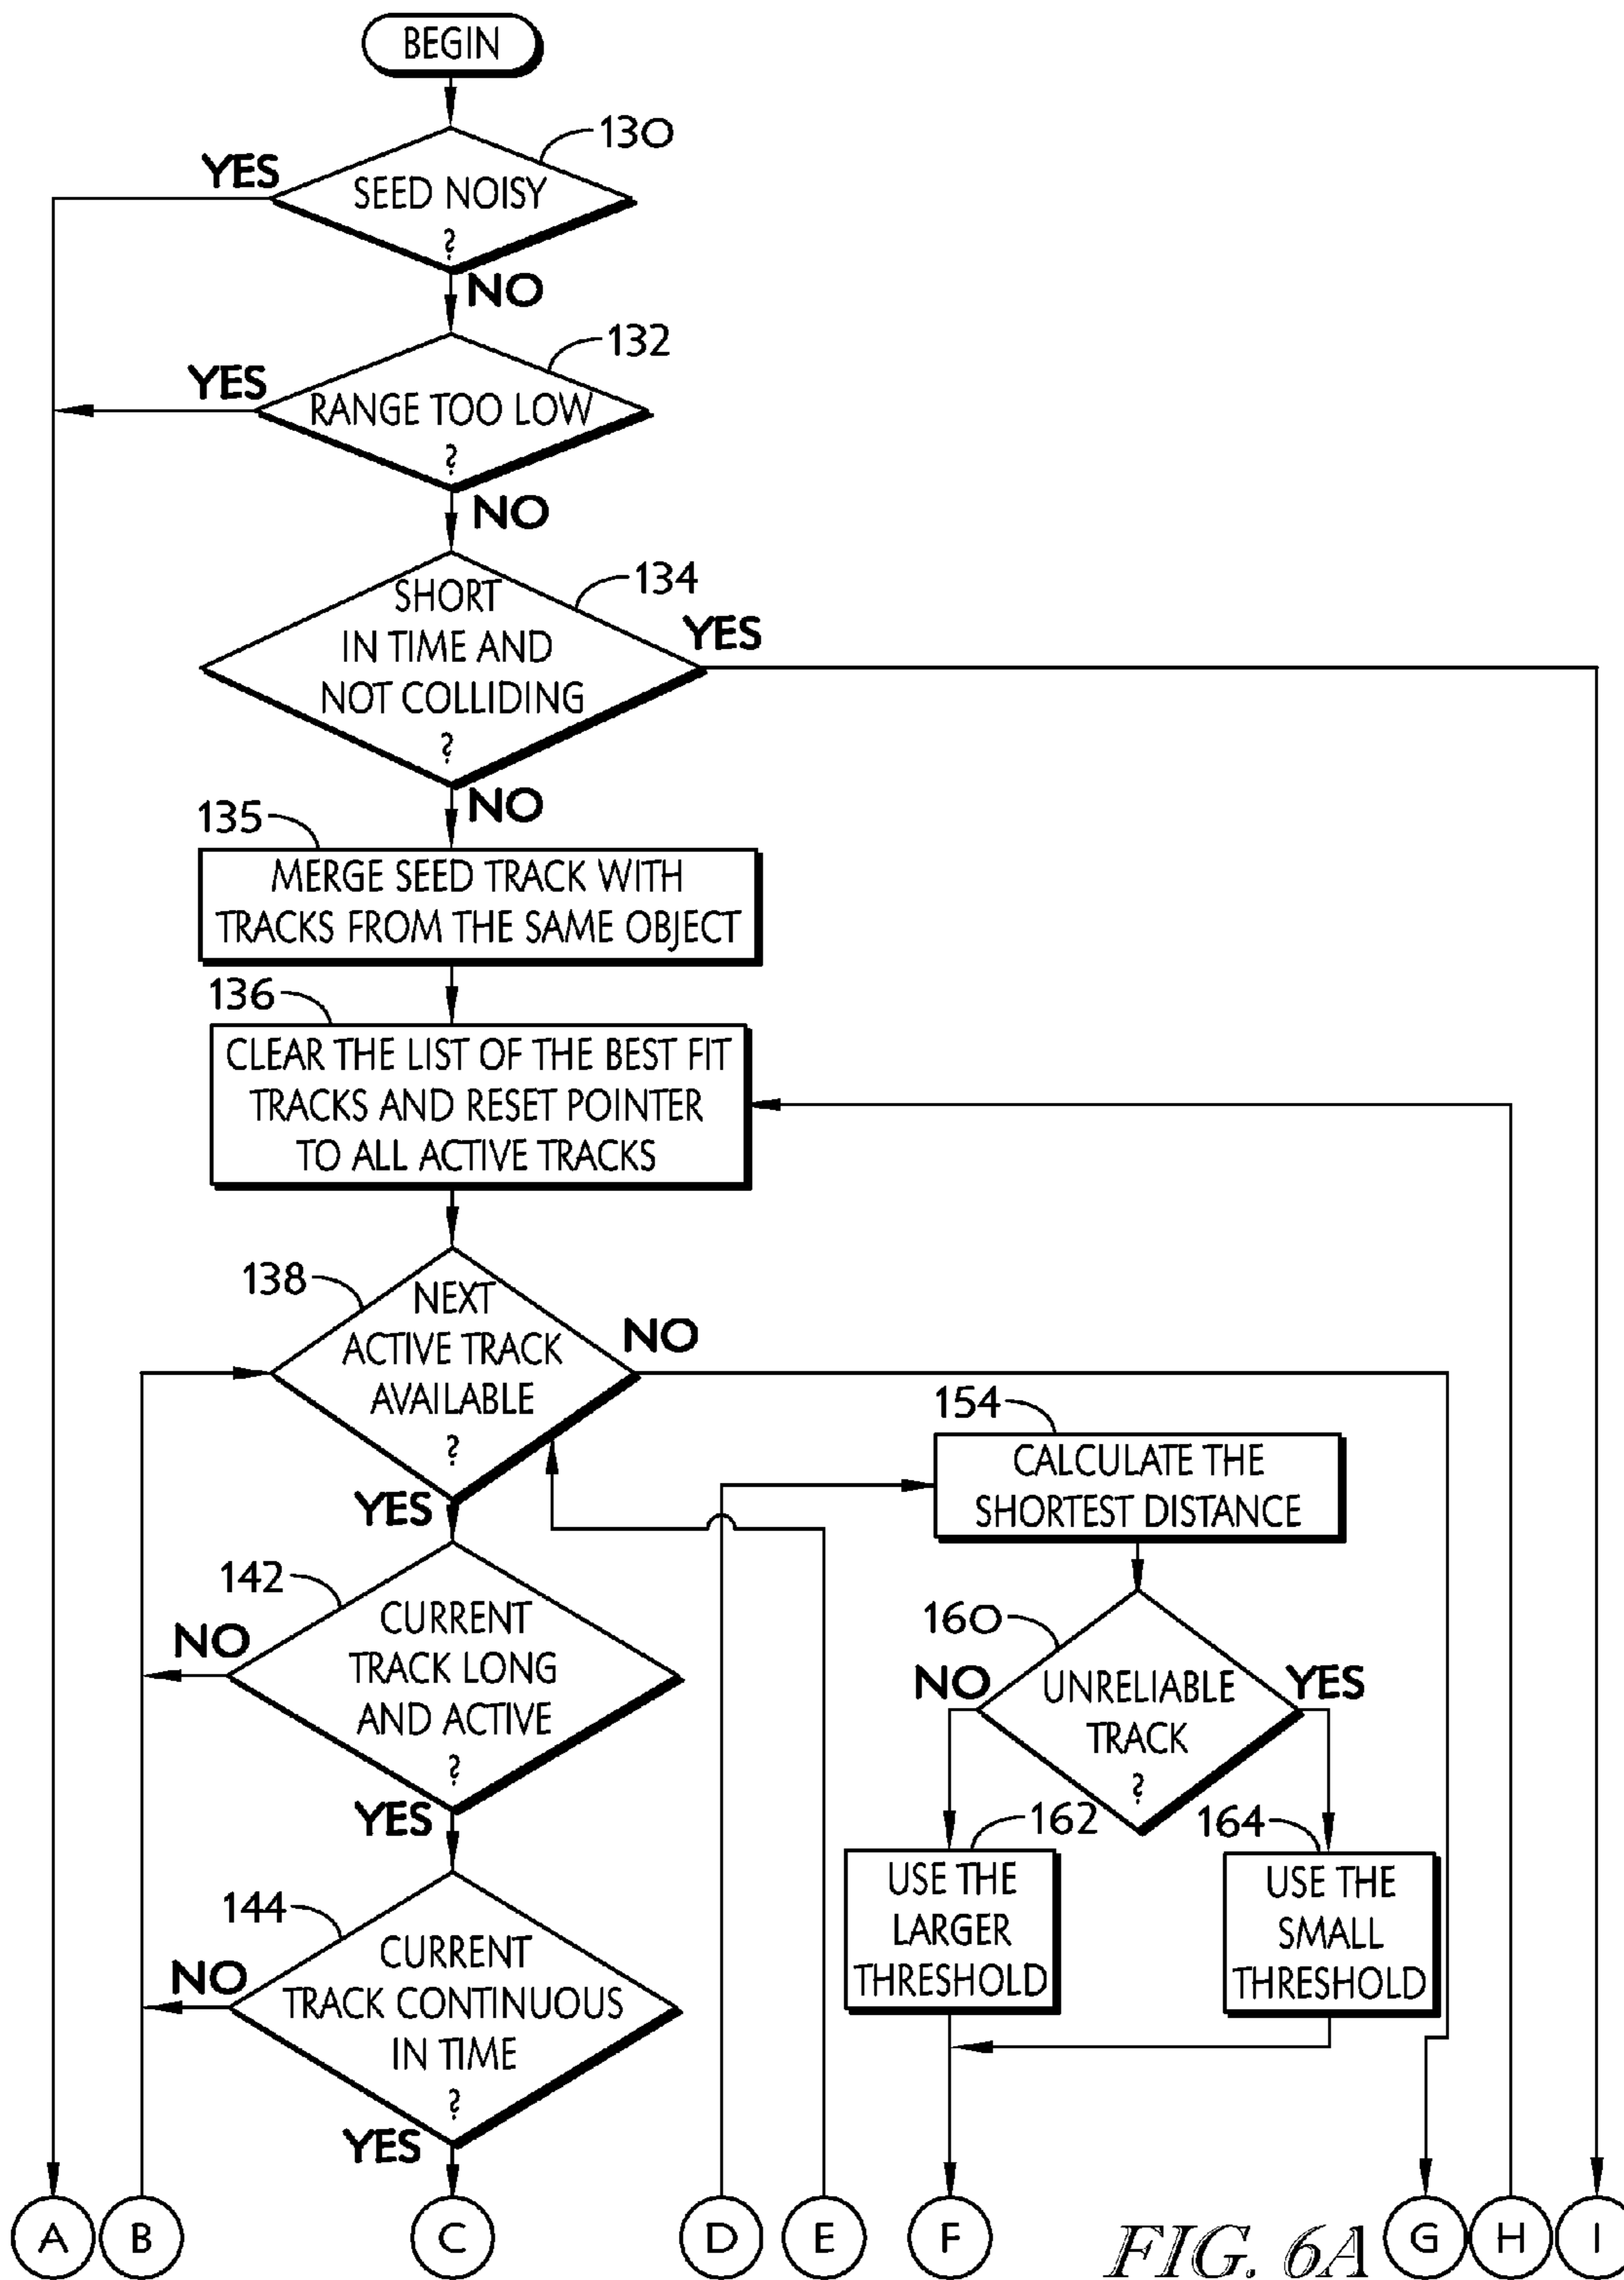 BEGIN
130
YES
SEED NOISY
?
NO
132
YES
RANGE TOO LOW
?
NO
134
SHORT
IN TIME AND
NOT COLLIDING
?
YES
NO
135
MERGE SEED TRACK WITH
TRACKS FROM THE SAME OBJECT
136
CLEAR THE LIST OF THE BEST FIT
TRACKS AND RESET POINTER
TO ALL ACTIVE TRACKS
138
NEXT
ACTIVE TRACK
AVAILABLE
?
NO
YES
142
CURRENT
TRACK LONG
AND ACTIVE
?
NO
YES
144
CURRENT
TRACK CONTINUOUS
IN TIME
?
NO
YES
154
CALCULATE THE
SHORTEST DISTANCE
160
UNRELIABLE
TRACK
?
NO
YES
162
USE THE
LARGER
THRESHOLD
164
USE THE
SMALL
THRESHOLD
A
B
C
D
E
F
FIG. 6A
G
H
I